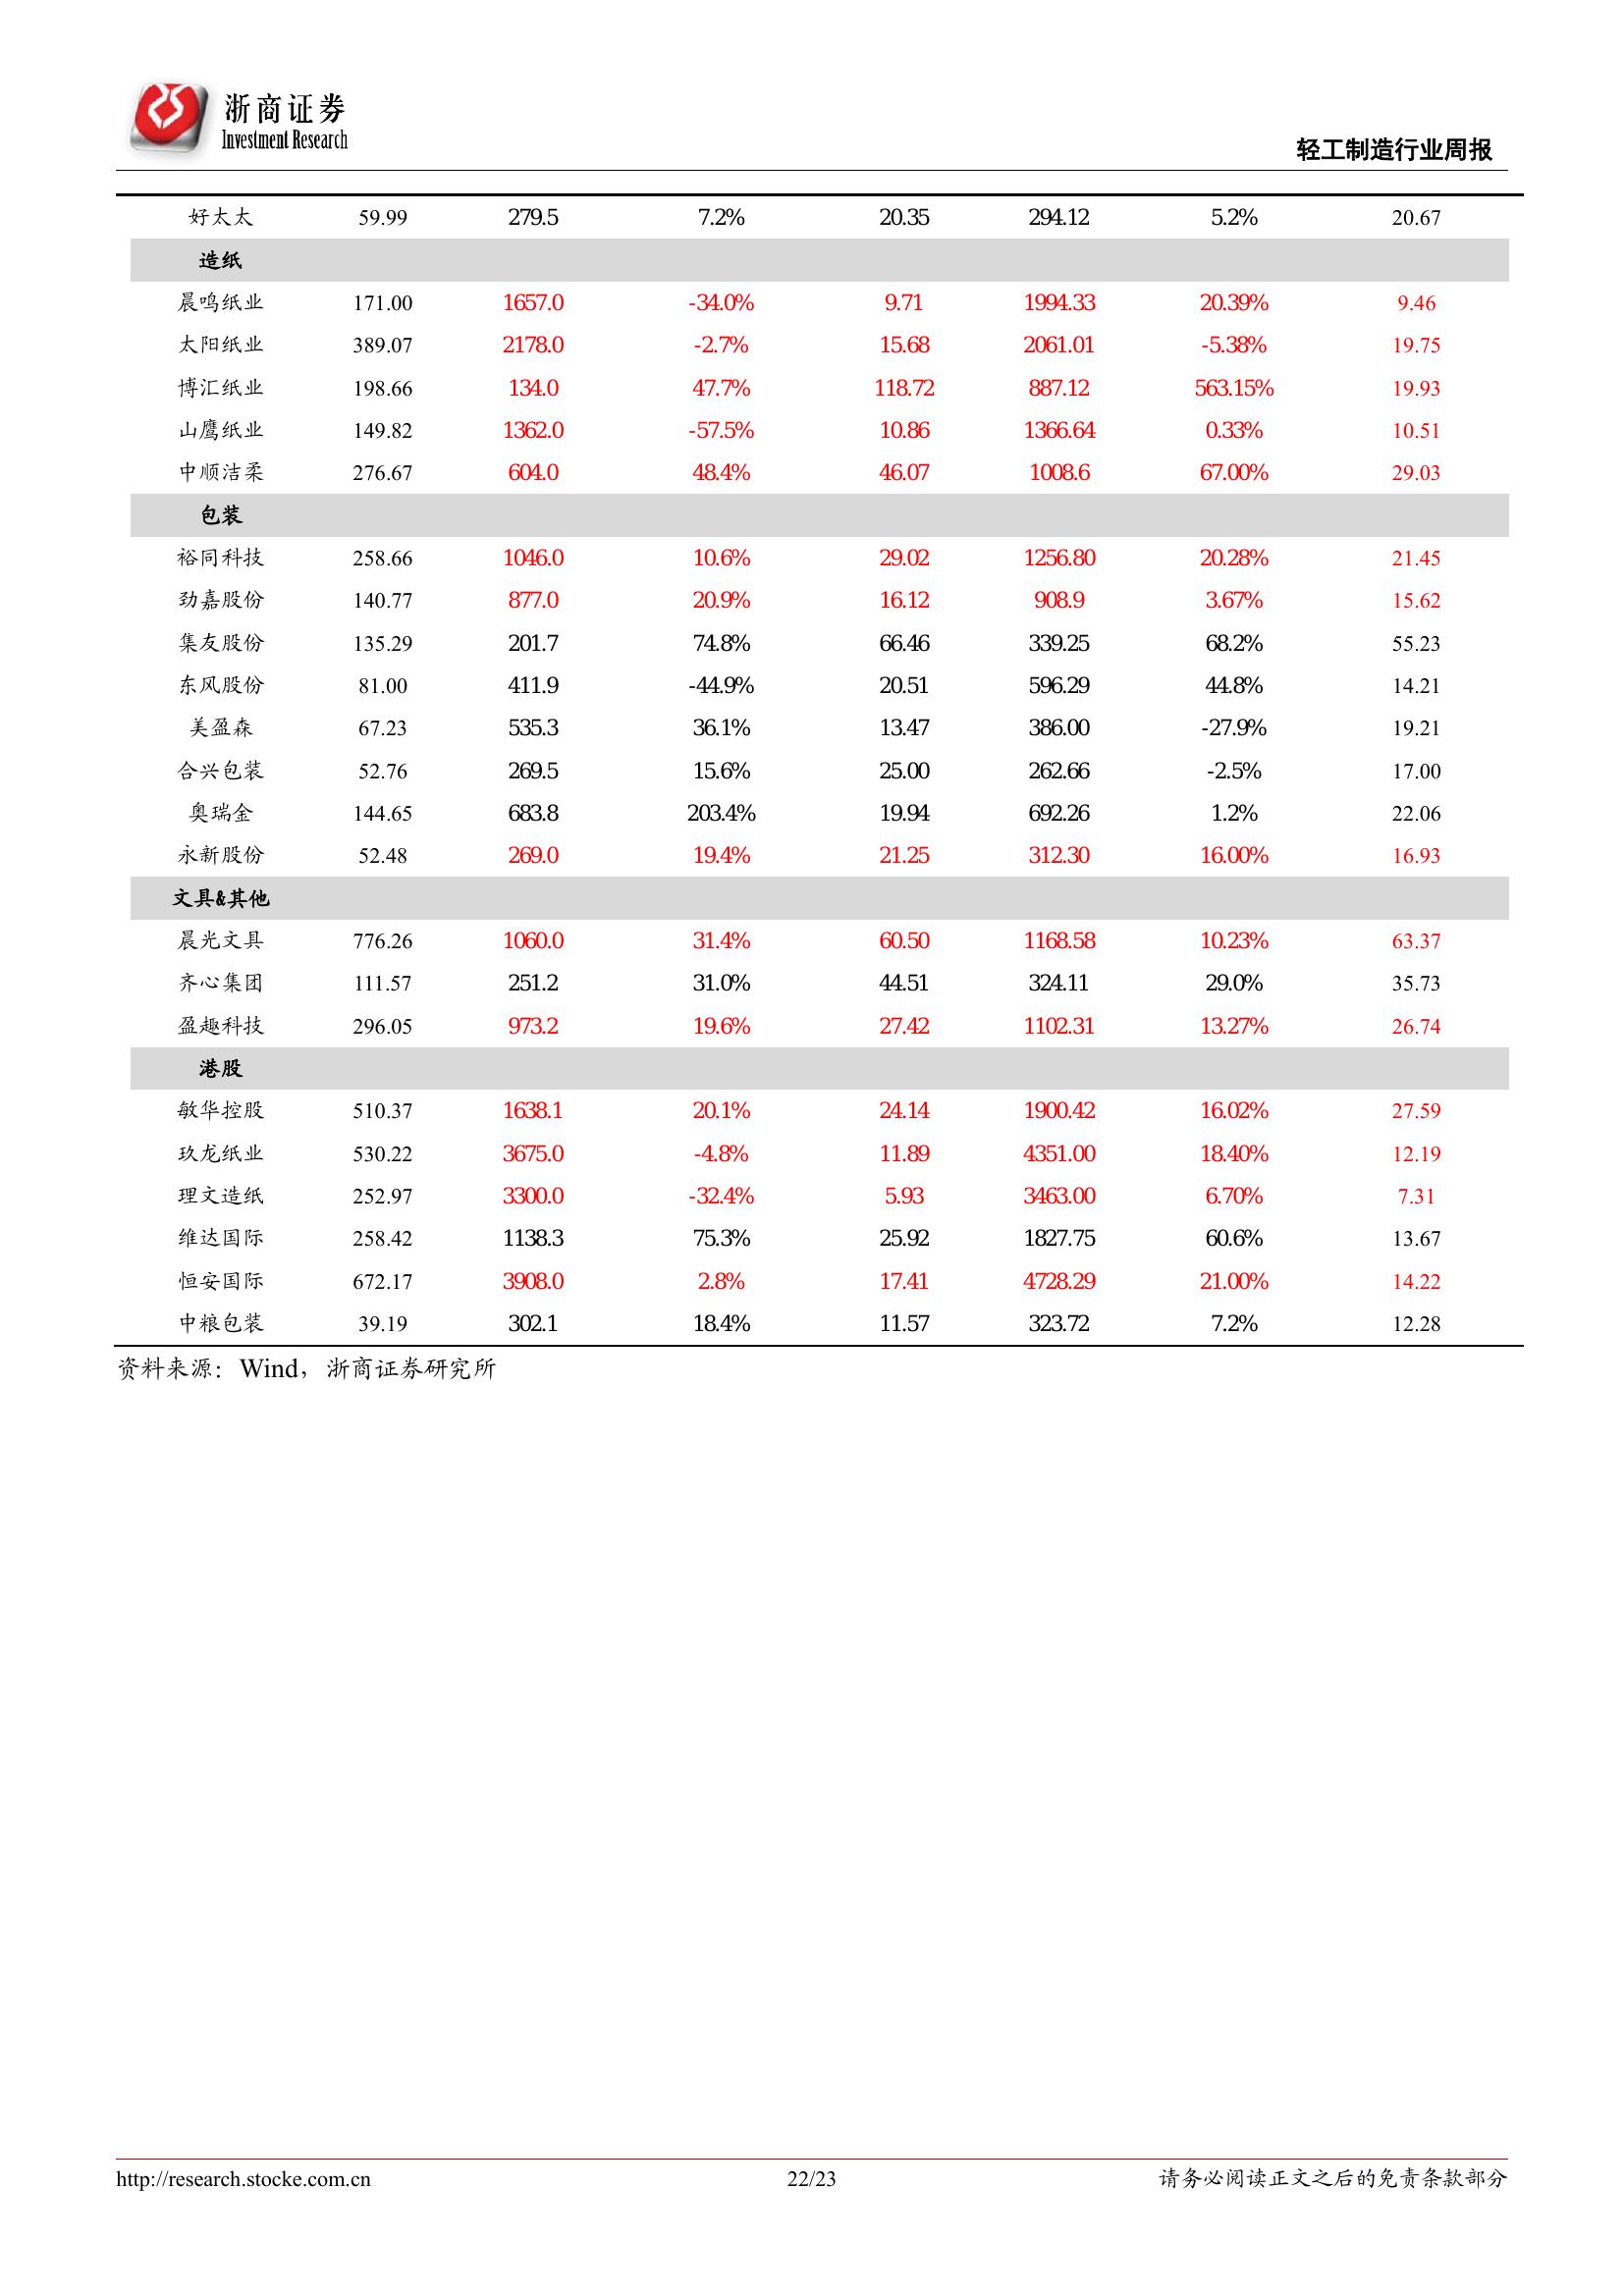 浙商证券
Investment Research
轻工制造行业周报
好太太 59.99 279.5 7.2% 20.35 294.12 5.2% 20.67
造纸
晨鸣纸业 171.00 1657.0 -34.0% 9.71 1994.33 20.39% 9.46
太阳纸业 389.07 2178.0 -2.7% 15.68 2061.01 -5.38% 19.75
博汇纸业 198.66 134.0 47.7% 118.72 887.12 563.15% 19.93
山鹰纸业 149.82 1362.0 -57.5% 10.86 1366.64 0.33% 10.51
中顺洁柔 276.67 604.0 48.4% 46.07 1008.6 67.00% 29.03
包装
裕同科技 258.66 1046.0 10.6% 29.02 1256.80 20.28% 21.45
劲嘉股份 140.77 877.0 20.9% 16.12 908.9 3.67% 15.62
集友股份 135.29 201.7 74.8% 66.46 339.25 68.2% 55.23
东风股份 81.00 411.9 -44.9% 20.51 596.29 44.8% 14.21
美盈森 67.23 535.3 36.1% 13.47 386.00 -27.9% 19.21
合兴包装 52.76 269.5 15.6% 25.00 262.66 -2.5% 17.00
奥瑞金 144.65 683.8 203.4% 19.94 692.26 1.2% 22.06
永新股份 52.48 269.0 19.4% 21.25 312.30 16.00% 16.93
文具&其他
晨光文具 776.26 1060.0 31.4% 60.50 1168.58 10.23% 63.37
齐心集团 111.57 251.2 31.0% 44.51 324.11 29.0% 35.73
盈趣科技 296.05 973.2 19.6% 27.42 1102.31 13.27% 26.74
港股
敏华控股 510.37 1638.1 20.1% 24.14 1900.42 16.02% 27.59
玖龙纸业 530.22 3675.0 -4.8% 11.89 4351.00 18.40% 12.19
理文造纸 252.97 3300.0 -32.4% 5.93 3463.00 6.70% 7.31
维达国际 258.42 1138.3 75.3% 25.92 1827.75 60.6% 13.67
恒安国际 672.17 3908.0 2.8% 17.41 4728.29 21.00% 14.22
中粮包装 39.19 302.1 18.4% 11.57 323.72 7.2% 12.28
资料来源：Wind，浙商证券研究所
http://research.stocke.com.cn 22/23 请务必阅读正文之后的免责条款部分